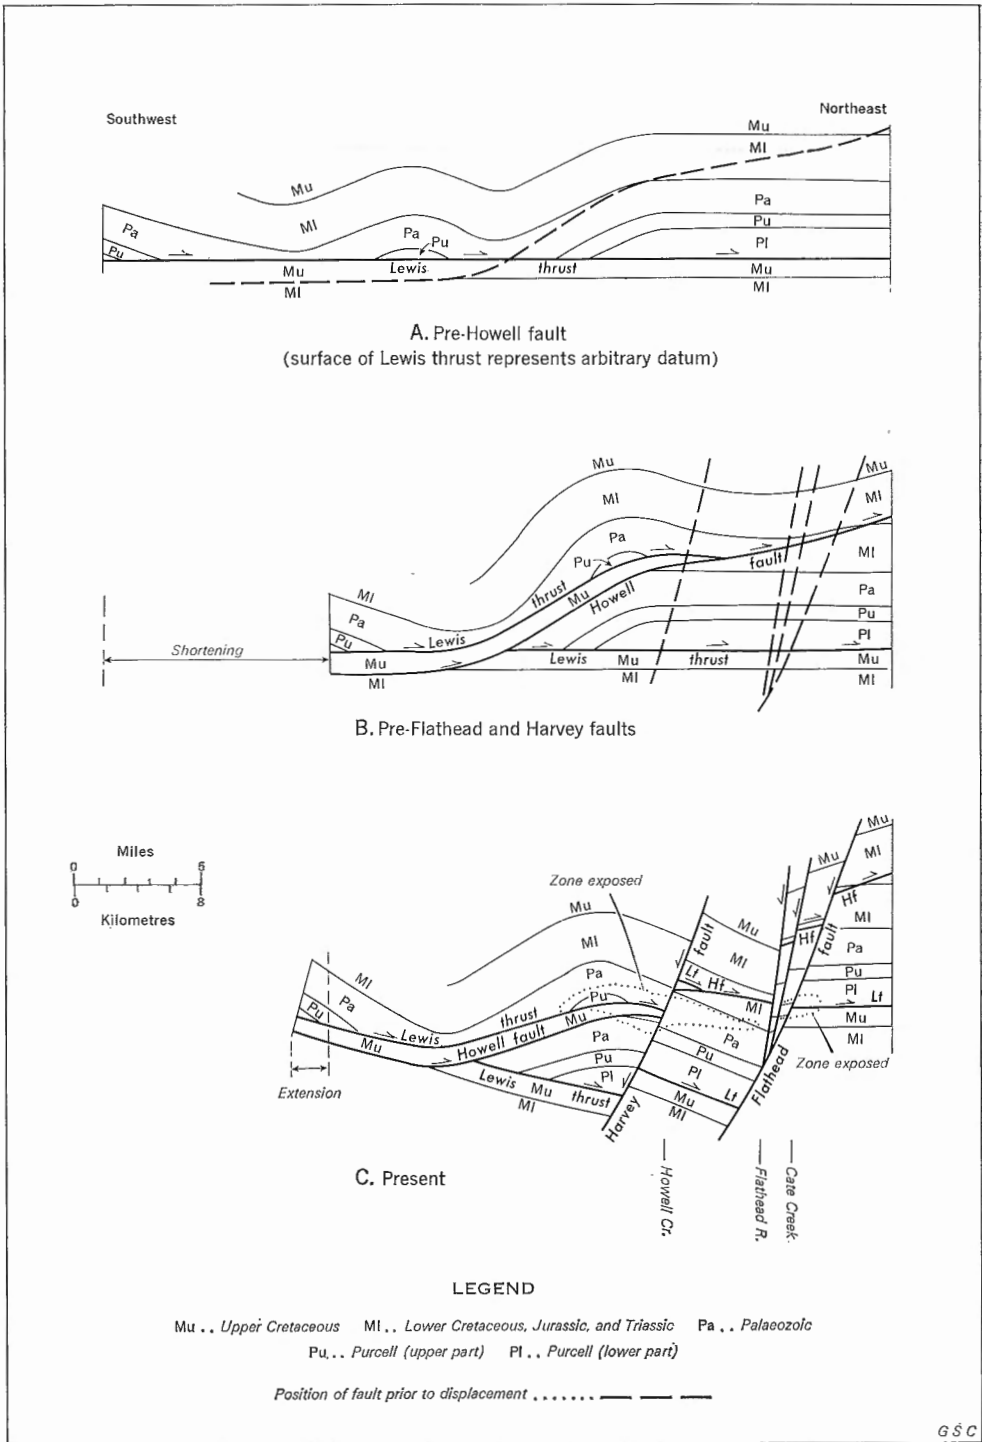 Southwest
Northeast
Mu
Ml
Mu
Ml
Pa
Pu
Pl
Pa
Pu
Pa
Pu
Mu
Lewis
thrust
Mu
Ml
Ml
A. Pre-Howell fault
(surface of Lewis thrust represents arbitrary datum)
Mu
Mu
Ml
Ml
Pa
Pu
fault
Ml
thrust
Mu
Howell
Ml
Pa
Pu
Lewis
Pa
Pu
Pl
Shortening
Mu
Ml
Lewis
Mu
thrust
Mu
Ml
Ml
B. Pre-Flathead and Harvey faults
Miles
0 5
0 8
Kilometres
Zone exposed
Mu
Mu
Ml
Mu
Hf
Ml
Mu
fault
Ml
Pa
Lt
Hf
Ml
Hf
fault
Ml
Pa
Pu
Pl
Lt
Mu
Ml
Ml
Pa
Pu
Lewis
thrust
Pu
Mu
Howell fault
Mu
Pa
Pu
Pl
Pa
Pu
Pl
Lt
Mu
Ml
Lewis
Mu
thrust
Ml
Harvey
Flathead
Zone exposed
Extension
C. Present
Howell Cr.
Flathead R.
Cate Creek
LEGEND
Mu .. Upper Cretaceous Ml .. Lower Cretaceous, Jurassic, and Triassic Pa .. Palaeozoic
Pu... Purcell (upper part) Pl .. Purcell (lower part)
Position of fault prior to displacement ....... — — —
GSC